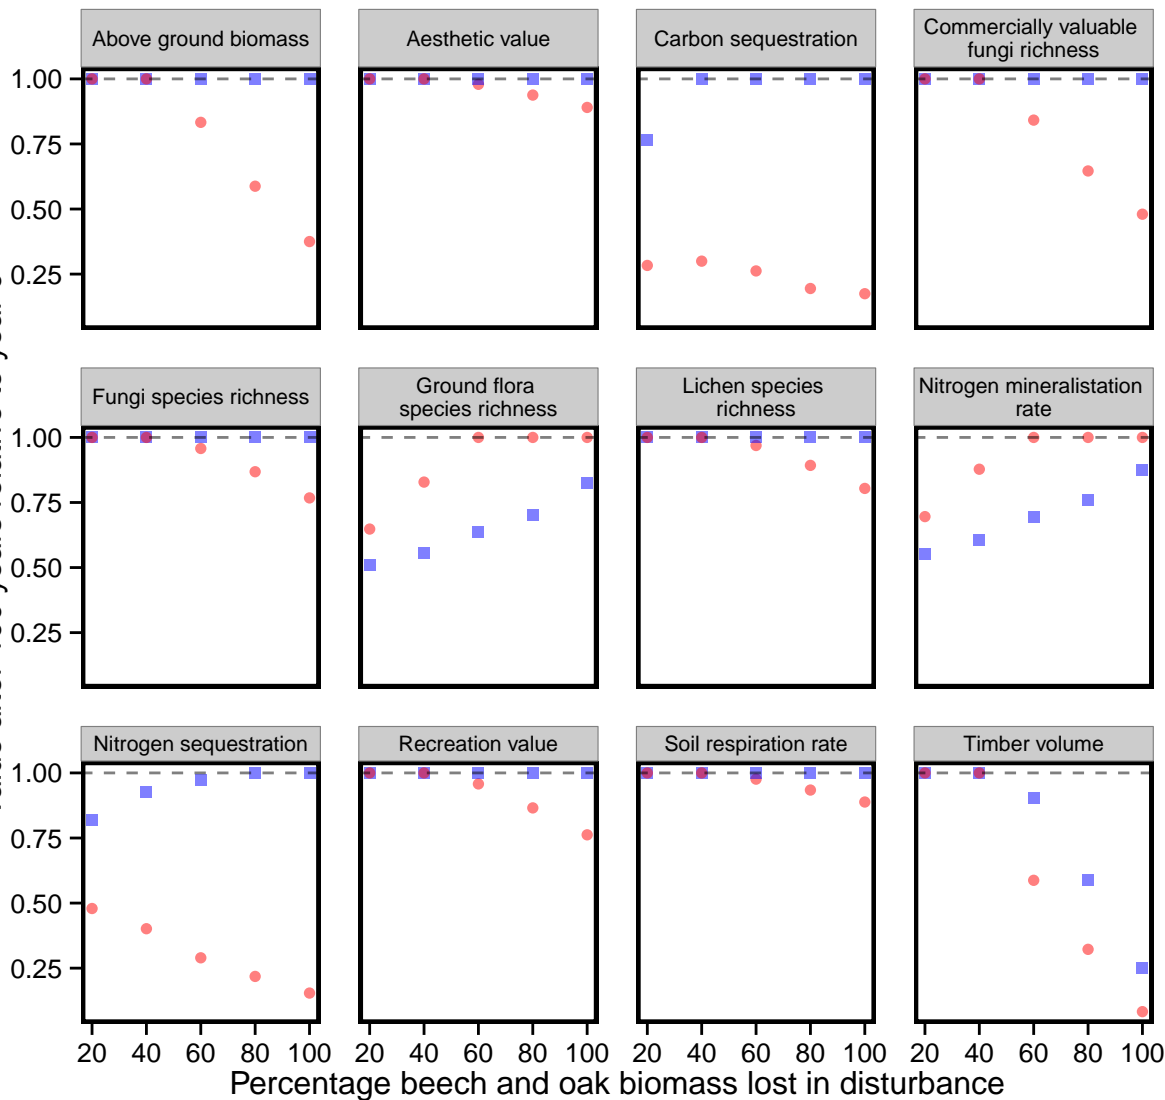 Above ground biomass
Aesthetic value
Carbon sequestration
Commercially valuable
fungi richness
1.00
0.75
0.50
0.25
Fungi species richness
Ground flora
species richness
Lichen species
richness
Nitrogen mineralistation
rate
1.00
0.75
0.50
0.25
Nitrogen sequestration
Recreation value
Soil respiration rate
Timber volume
1.00
0.75
0.50
0.25
20 40 60 80 100
20 40 60 80 100
20 40 60 80 100
20 40 60 80 100
Percentage beech and oak biomass lost in disturbance